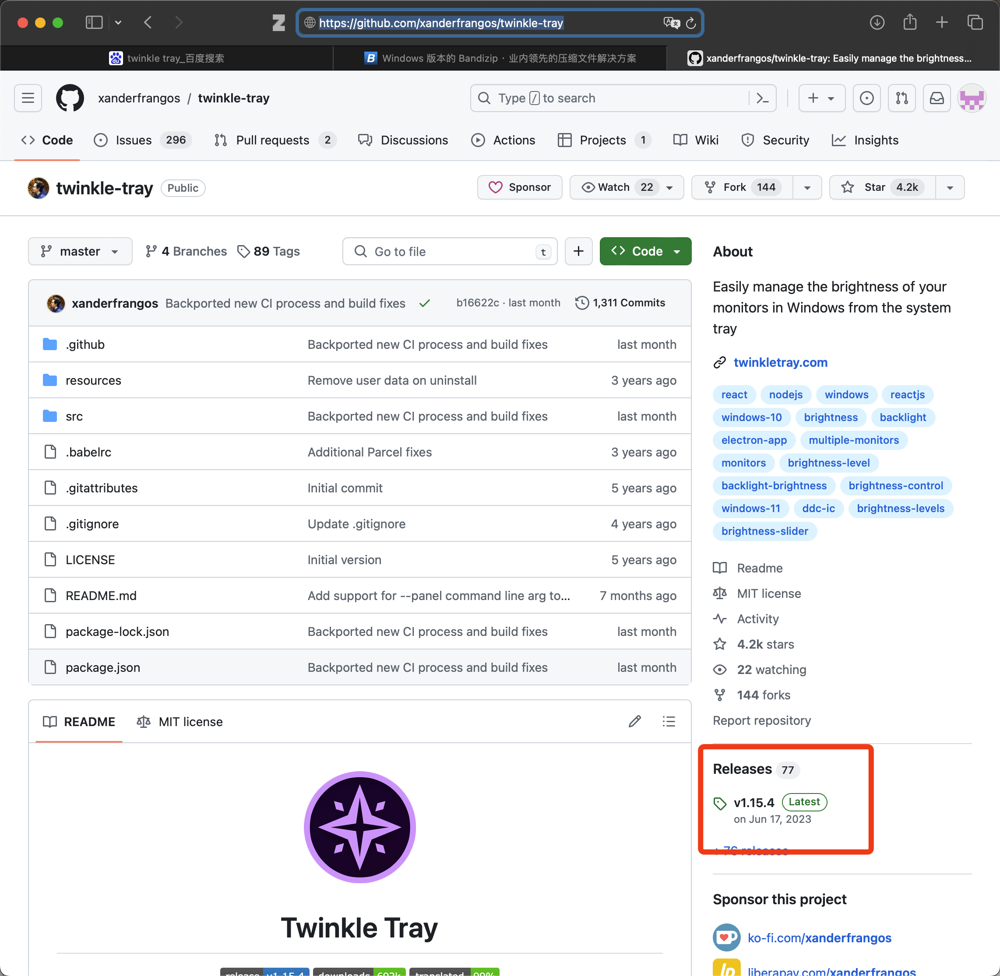 https://github.com/xanderfrangos/twinkle-tray
twinkle tray_百度搜索
Windows 版本的 Bandizip · 业内领先的压缩文件解决方案
xanderfrangos/twinkle-tray: Easily manage the brightness...
xanderfrangos / twinkle-tray
Type / to search
Code
Issues 296
Pull requests 2
Discussions
Actions
Projects 1
Wiki
Security
Insights
twinkle-tray Public
Sponsor
Watch 22
Fork 144
Star 4.2k
master
4 Branches
89 Tags
Go to file t
Code
xanderfrangos Backported new CI process and build fixes b16622c · last month 1,311 Commits
.github Backported new CI process and build fixes last month
resources Remove user data on uninstall 3 years ago
src Backported new CI process and build fixes last month
.babelrc Additional Parcel fixes 3 years ago
.gitattributes Initial commit 5 years ago
.gitignore Update .gitignore 4 years ago
LICENSE Initial version 5 years ago
README.md Add support for --panel command line arg to... 7 months ago
package-lock.json Backported new CI process and build fixes last month
package.json Backported new CI process and build fixes last month
README
MIT license
Twinkle Tray
release v1.15.4
downloads 692k
translated 99%
About
Easily manage the brightness of your
monitors in Windows from the system
tray
twinkletray.com
react nodejs windows reactjs
windows-10 brightness backlight
electron-app multiple-monitors
monitors brightness-level
backlight-brightness brightness-control
windows-11 ddc-ic brightness-levels
brightness-slider
Readme
MIT license
Activity
4.2k stars
22 watching
144 forks
Report repository
Releases 77
v1.15.4 Latest
on Jun 17, 2023
+ 76 releases
Sponsor this project
ko-fi.com/xanderfrangos
liberapay.com/xanderfrangos